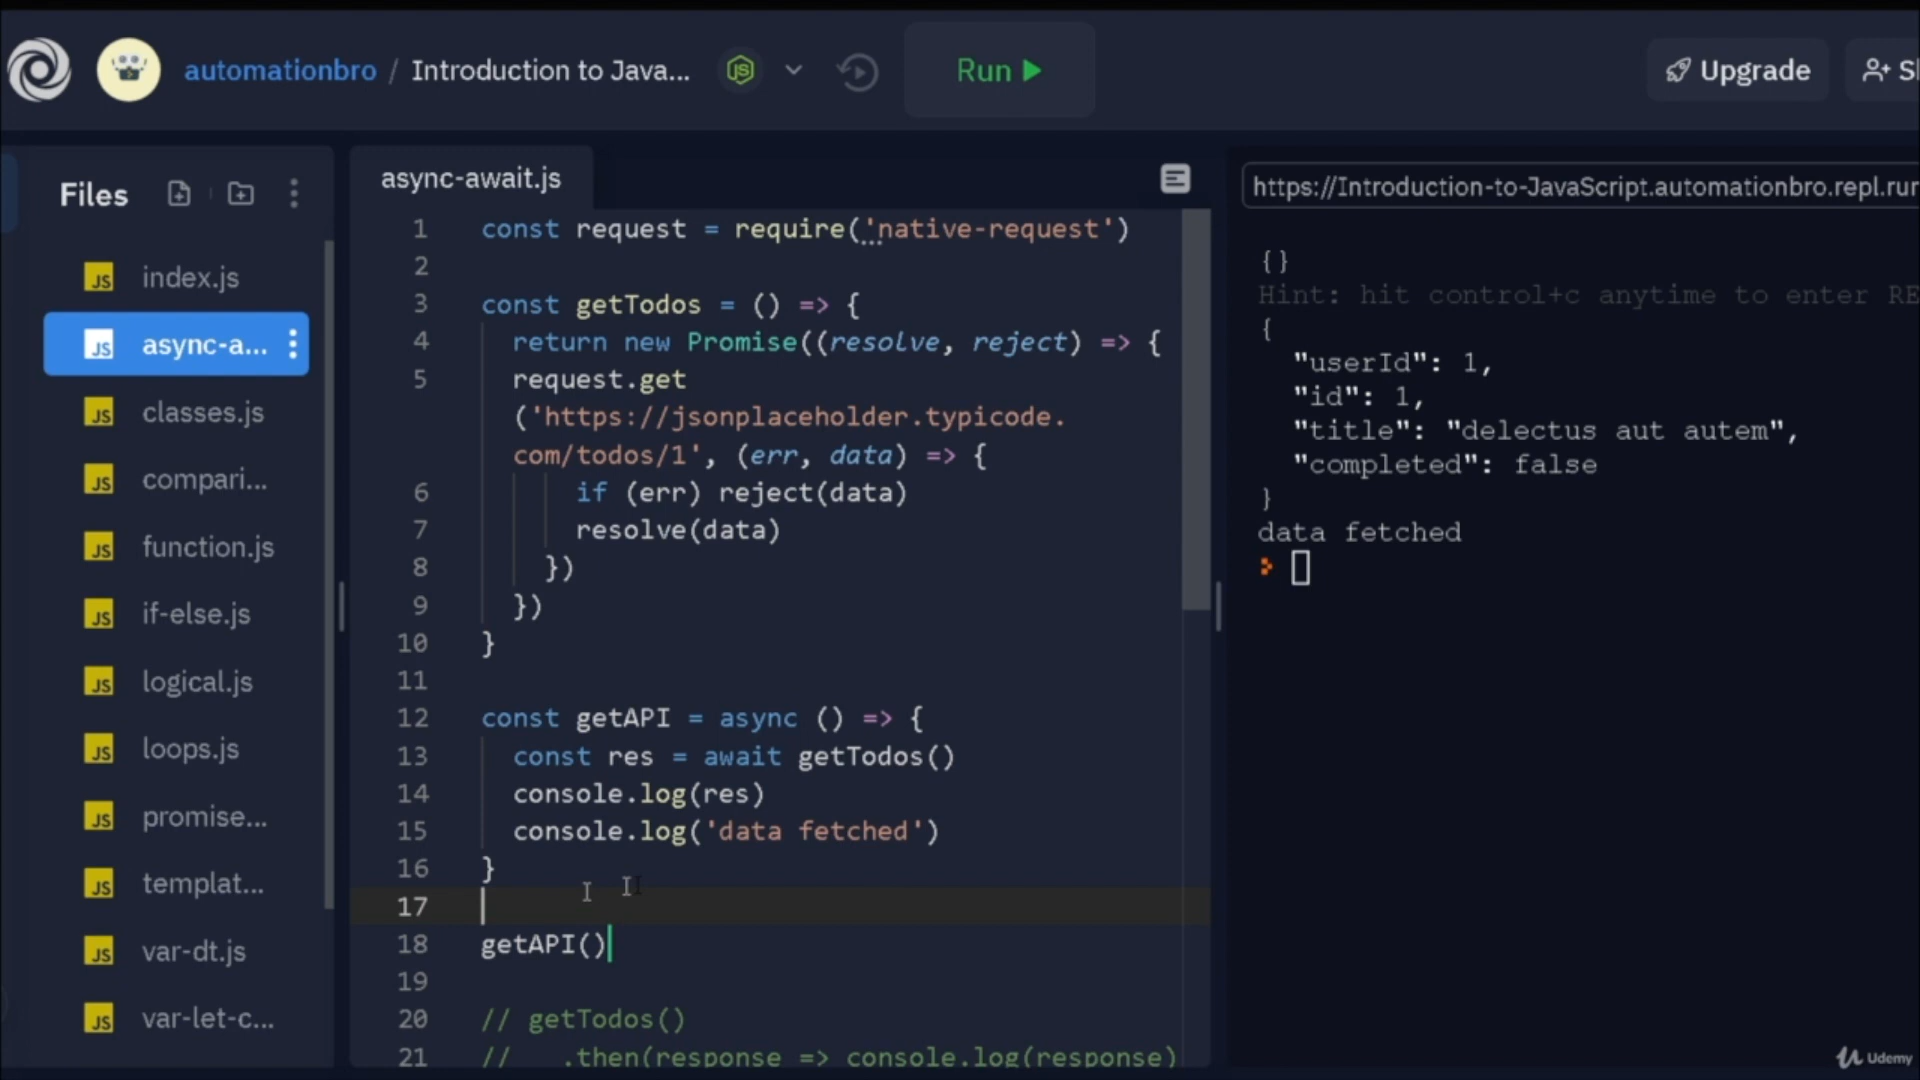 automationbro / Introduction to Java...
Run
Upgrade
Files
index.js
async-a...
classes.js
compari...
function.js
if-else.js
logical.js
loops.js
promise...
templat...
var-dt.js
var-let-c...
async-await.js
1 const request = require('native-request')
2
3 const getTodos = () => {
4 return new Promise((resolve, reject) => {
5 request.get
('https://jsonplaceholder.typicode.
com/todos/1', (err, data) => {
6 if (err) reject(data)
7 resolve(data)
8 })
9 })
10 }
11
12 const getAPI = async () => {
13 const res = await getTodos()
14 console.log(res)
15 console.log('data fetched')
16 }
17
18 getAPI()
19
20 // getTodos()
21 // .then(response => console.log(response)
https://Introduction-to-JavaScript.automationbro.repl.run
{}
Hint: hit control+c anytime to enter RE
{
"userId": 1,
"id": 1,
"title": "delectus aut autem",
"completed": false
}
data fetched
Udemy